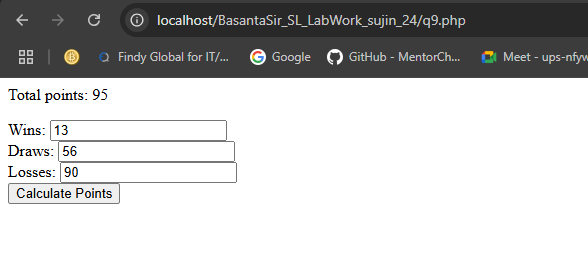 localhost/BasantaSir_SL_LabWork_sujin_24/q9.php
Findy Global for IT/... Google GitHub - MentorCh... Meet - ups-nfyw
Total points: 95
Wins: 13
Draws: 56
Losses: 90
Calculate Points